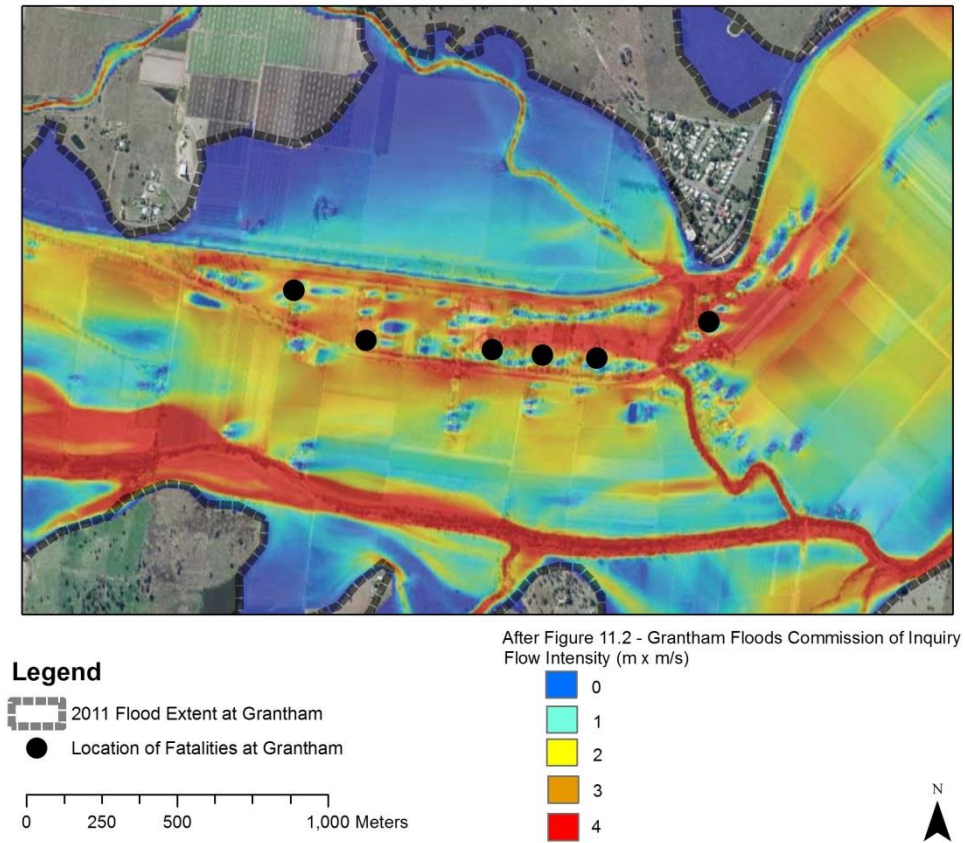 After Figure 11.2 - Grantham Floods Commission of Inquiry
Flow Intensity (m x m/s)
0
1
2
3
4
Legend
2011 Flood Extent at Grantham
Location of Fatalities at Grantham
0 250 500 1,000 Meters
N